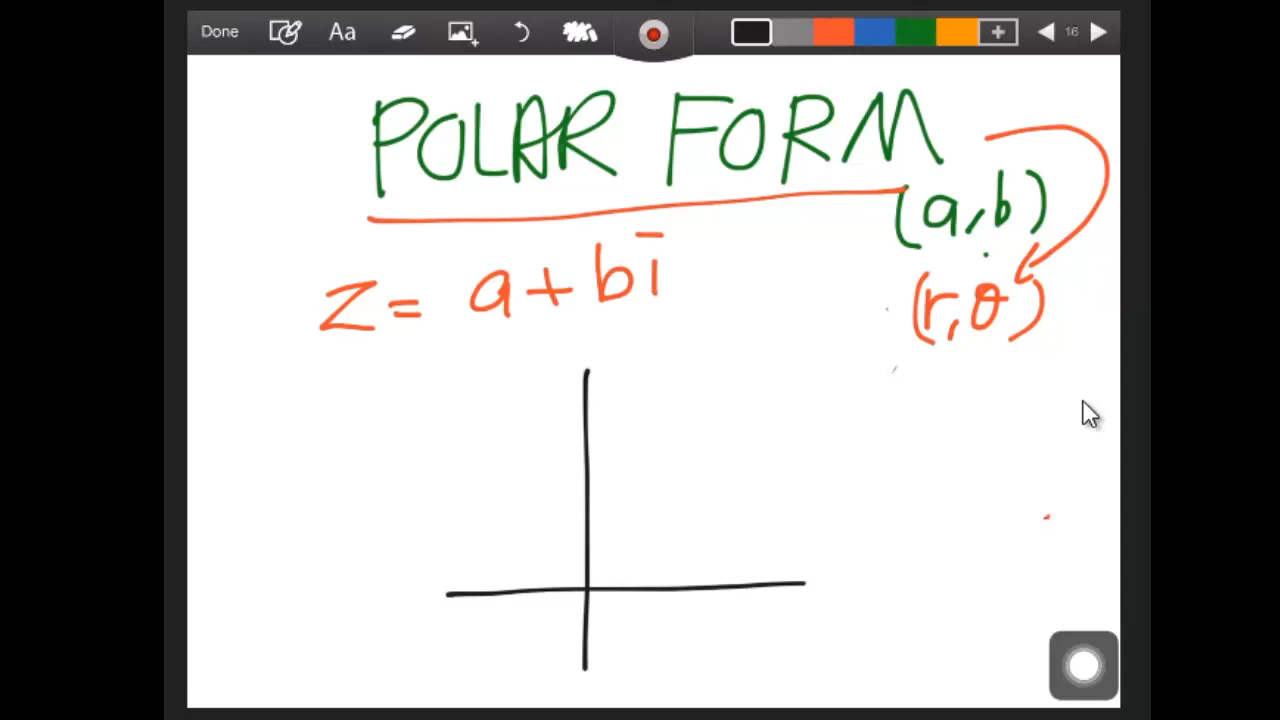 Done Aa 16
POLAR FORM
(a,b)
z = a + bi
(r,θ)